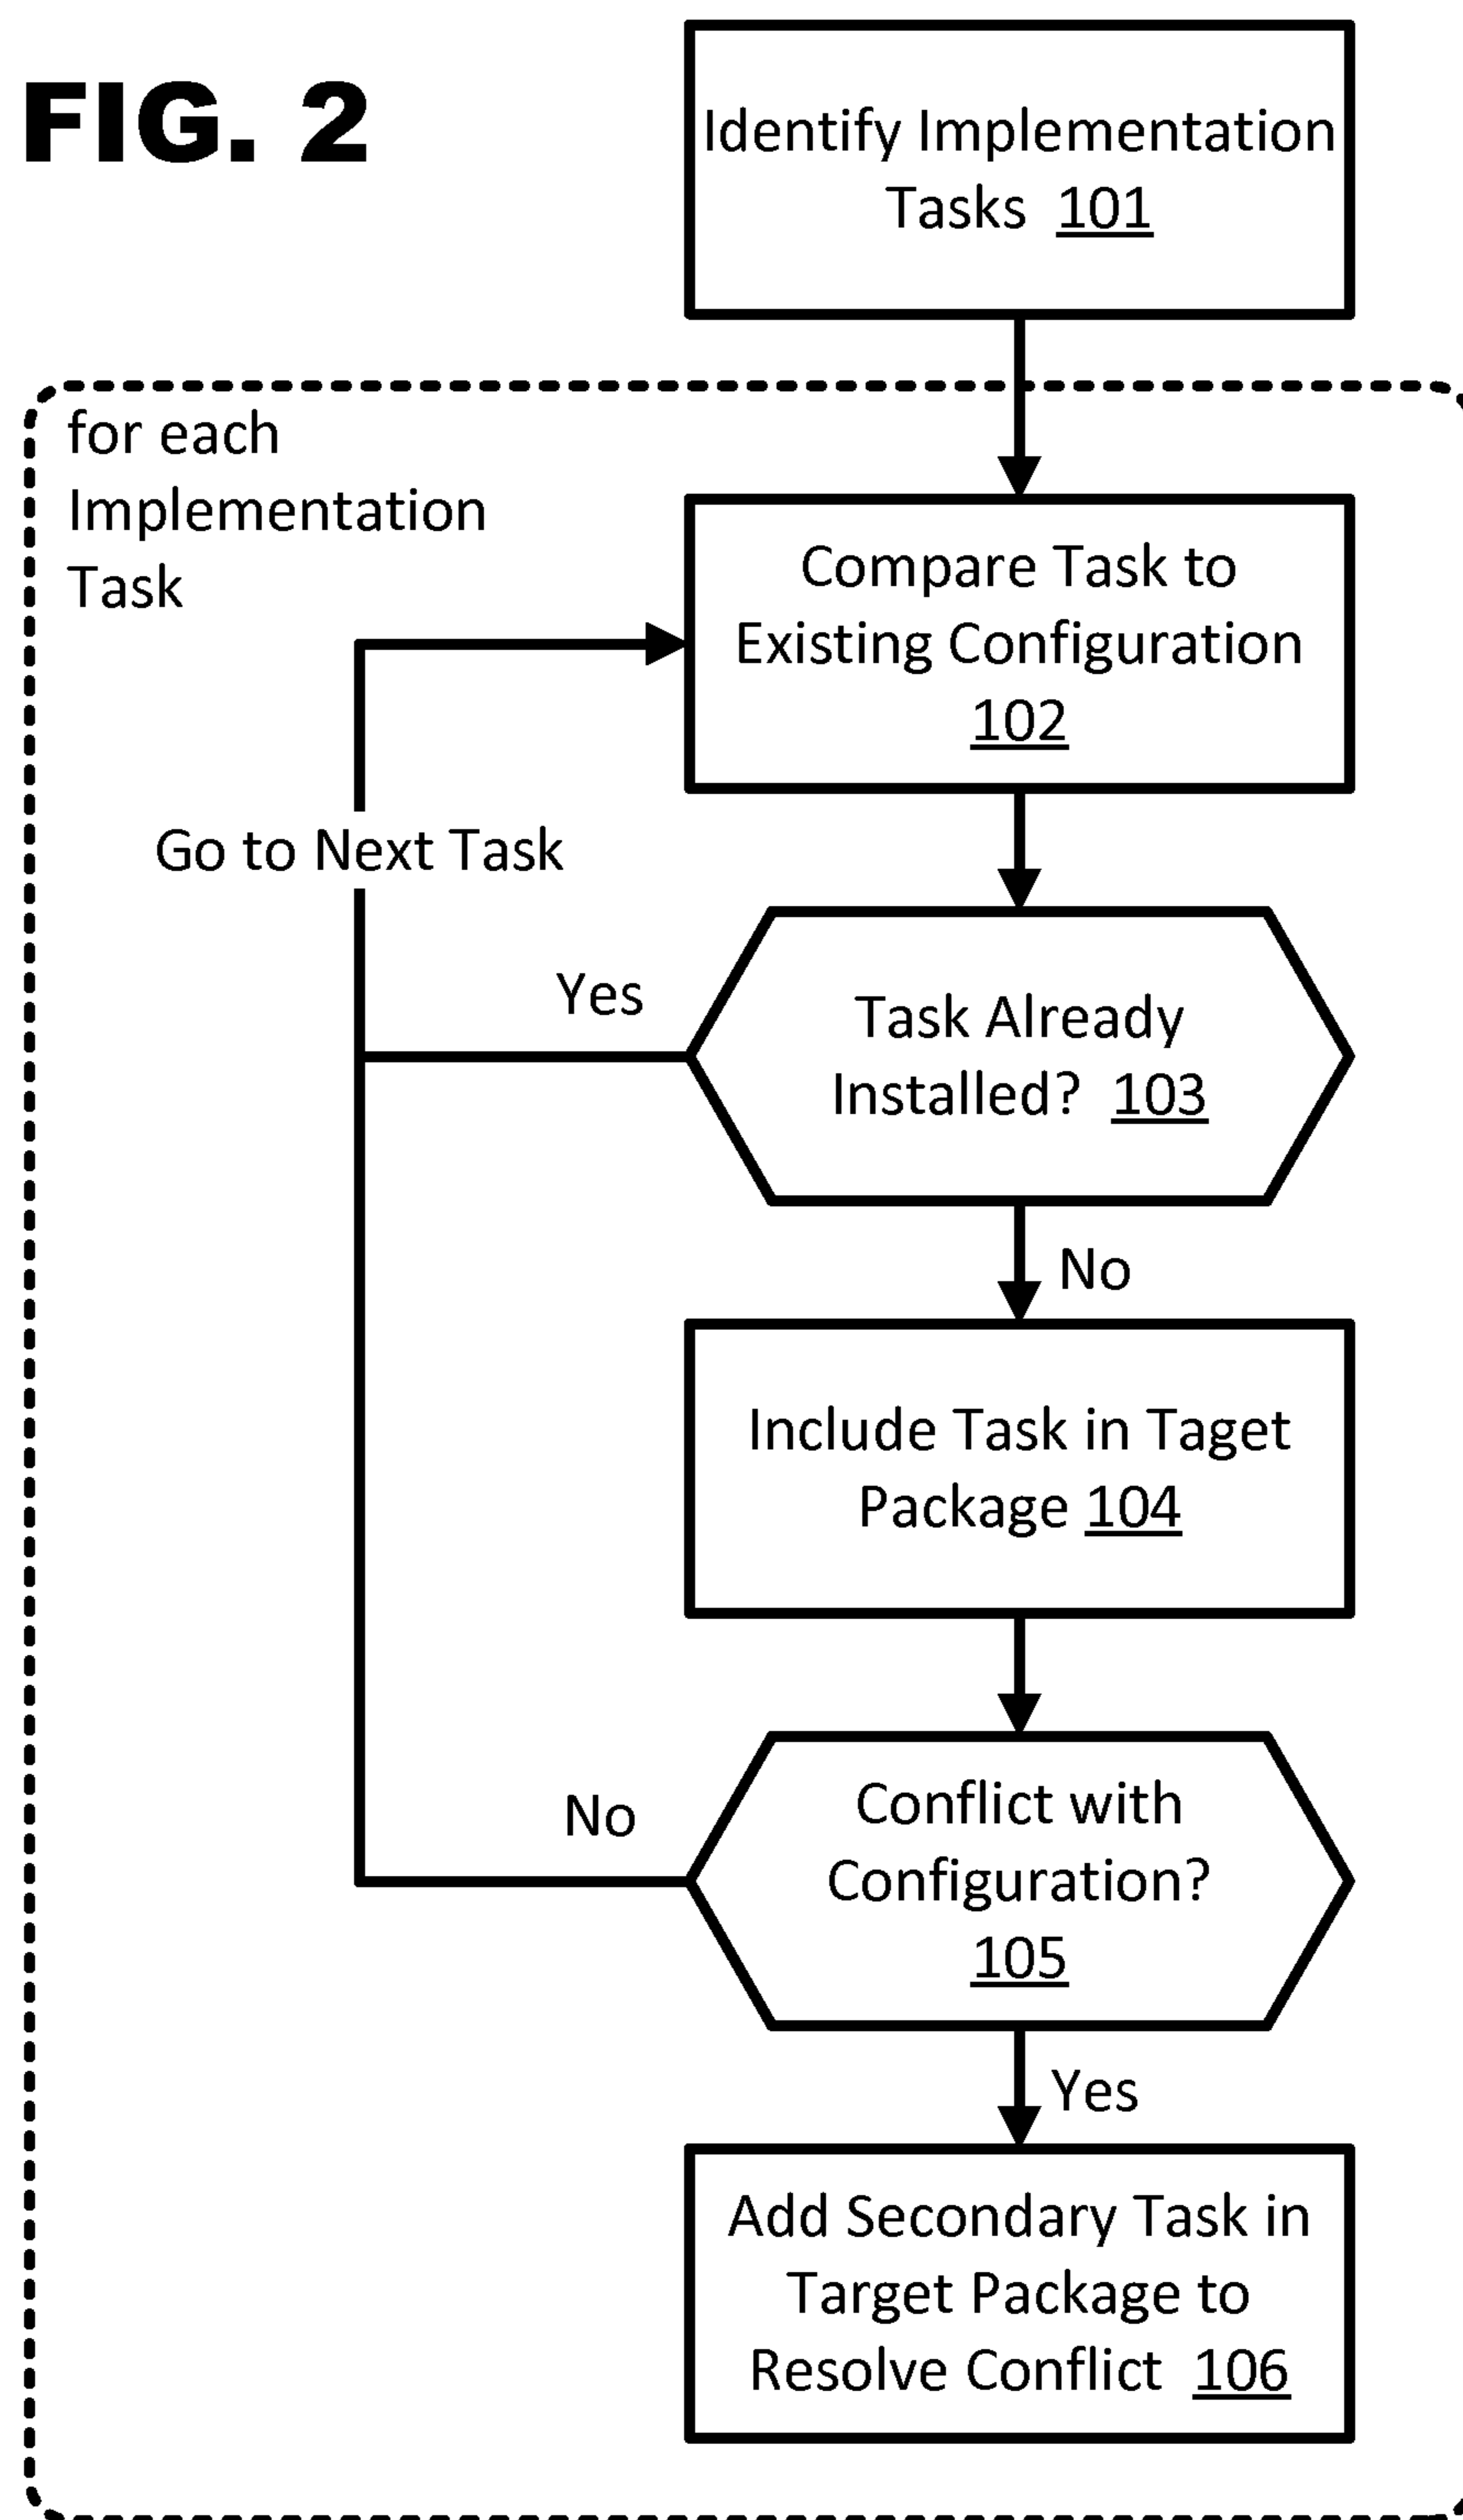 FIG. 2
Identify Implementation
Tasks 101
for each
Implementation
Task
Compare Task to
Existing Configuration
102
Go to Next Task
Yes
Task Already
Installed? 103
No
Include Task in Taget
Package 104
No
Conflict with
Configuration?
105
Yes
Add Secondary Task in
Target Package to
Resolve Conflict 106